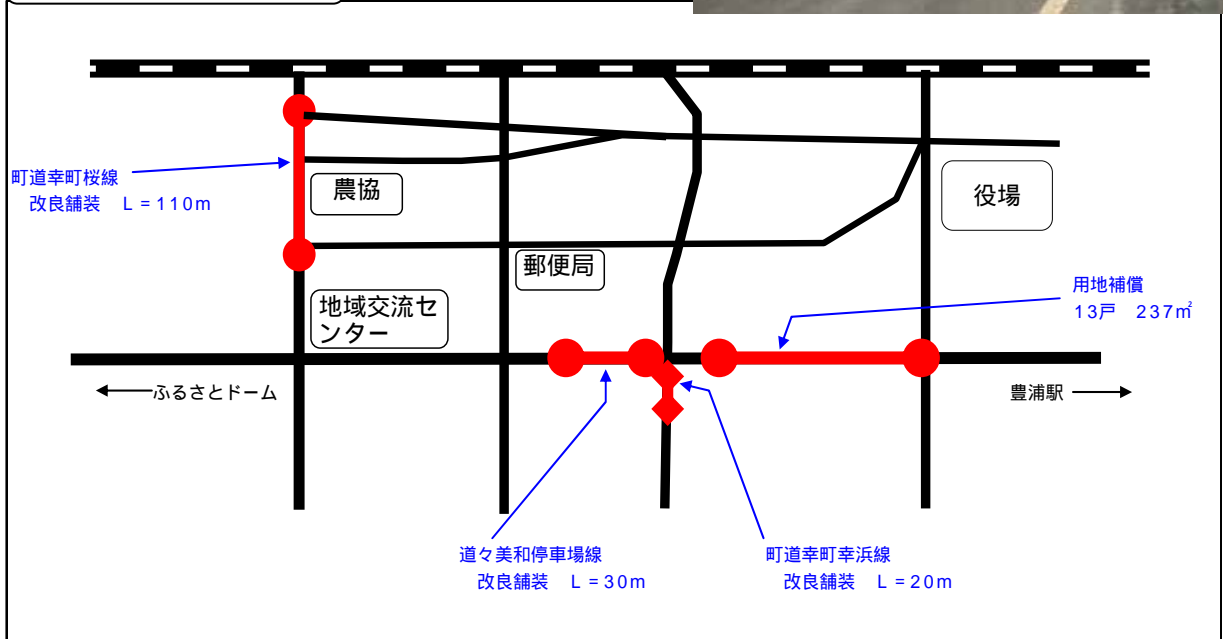 町道幸町桜線
改良舗装　L＝110m
農協
役場
郵便局
地域交流セ
ンター
用地補償
13戸　237㎡
ふるさとドーム
豊浦駅
道々美和停車場線
改良舗装　L＝30m
町道幸町幸浜線
改良舗装　L＝20m